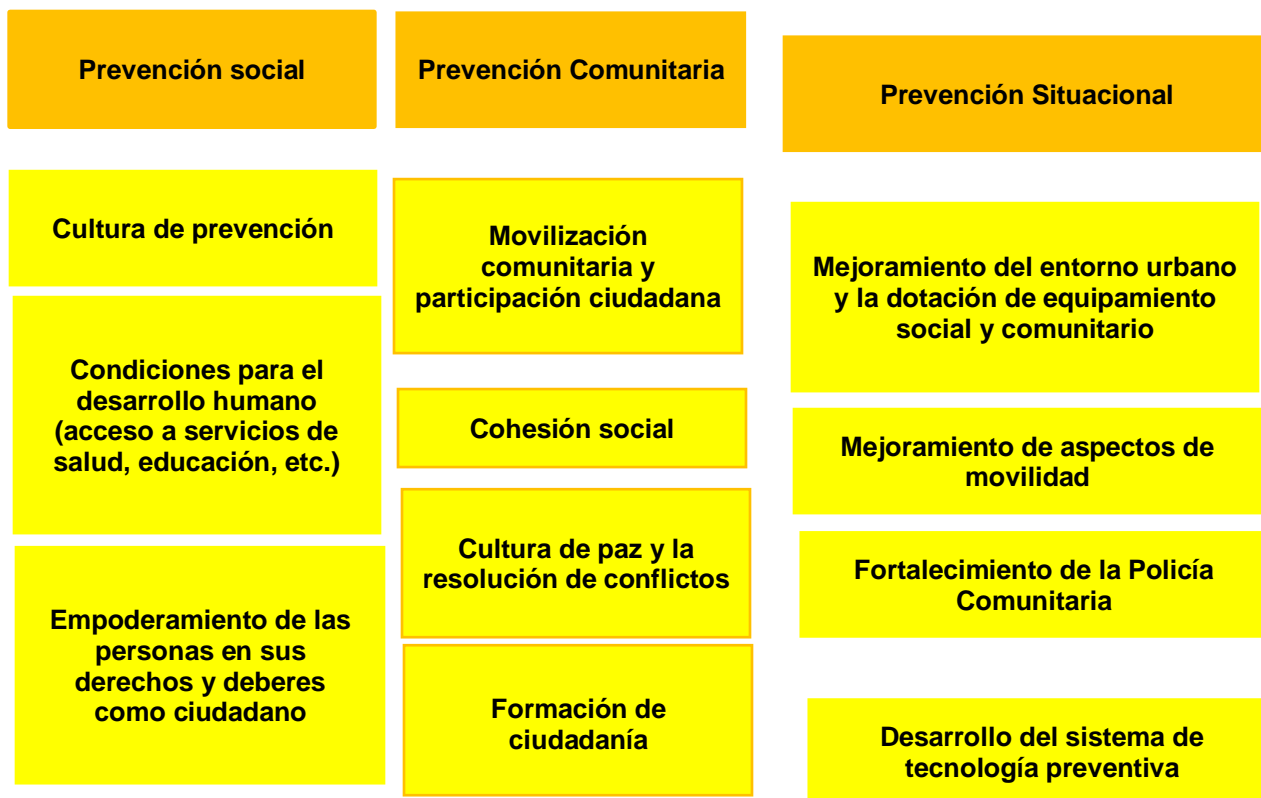 Prevención social
Cultura de prevención
Condiciones para el
desarrollo humano
(acceso a servicios de
salud, educación, etc.)
Empoderamiento de las
personas en sus
derechos y deberes
como ciudadano
Prevención Comunitaria
Movilización
comunitaria y
participación ciudadana
Cohesión social
Cultura de paz y la
resolución de conflictos
Formación de
ciudadanía
Prevención Situacional
Mejoramiento del entorno urbano
y la dotación de equipamiento
social y comunitario
Mejoramiento de aspectos de
movilidad
Fortalecimiento de la Policía
Comunitaria
Desarrollo del sistema de
tecnología preventiva